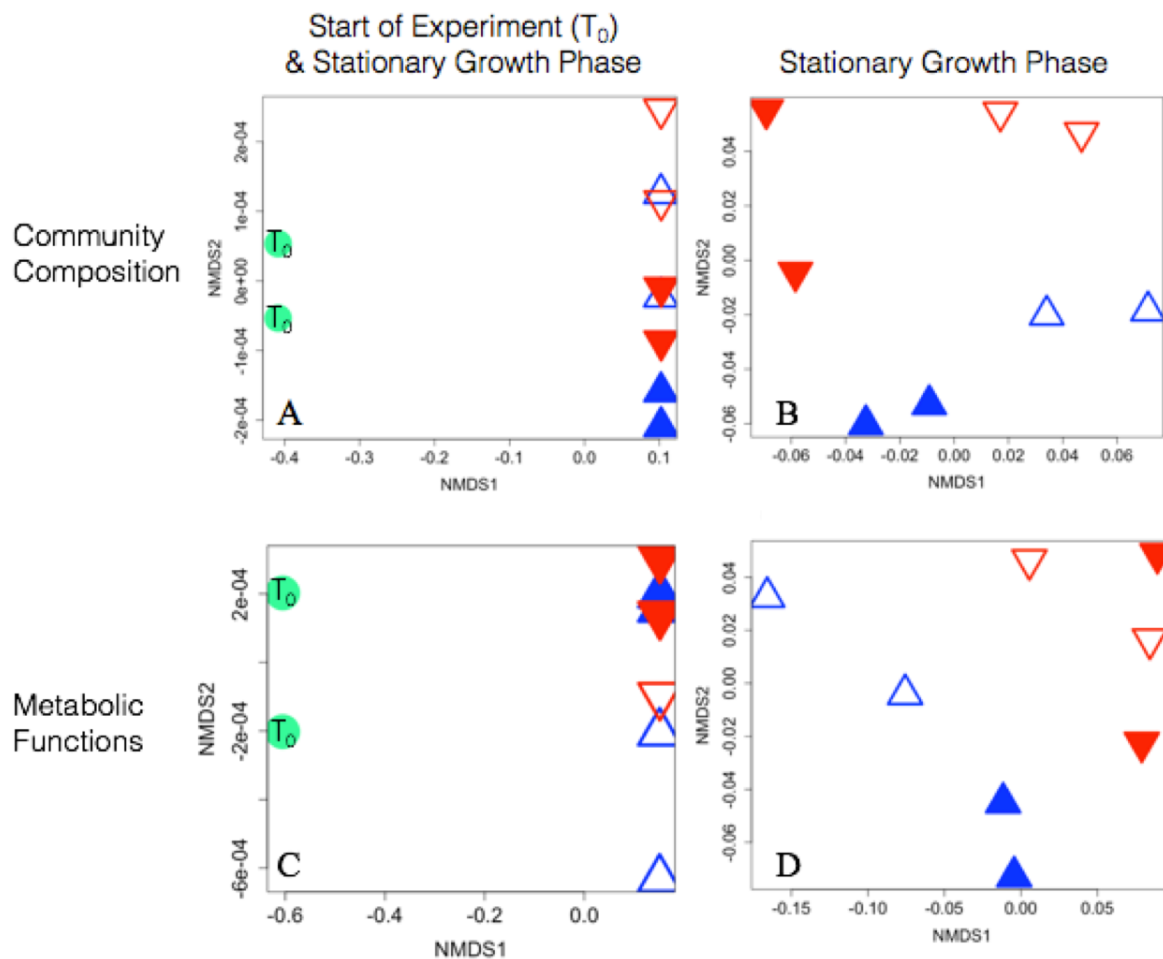 Start of Experiment (T0)
& Stationary Growth Phase
Stationary Growth Phase
Community
Composition
NMDS2
2e-04
1e-04
0e+00
-1e-04
-2e-04
T0
T0
A
-0.4
-0.3
-0.2
-0.1
0.0
0.1
NMDS1
NMDS2
0.04
0.02
0.00
-0.02
-0.04
-0.06
B
-0.06
-0.04
-0.02
0.00
0.02
0.04
0.06
NMDS1
Metabolic
Functions
NMDS2
2e-04
-2e-04
-6e-04
T0
T0
C
-0.6
-0.4
-0.2
0.0
NMDS1
NMDS2
0.04
0.02
0.00
-0.02
-0.04
-0.06
D
-0.15
-0.10
-0.05
0.00
0.05
NMDS1